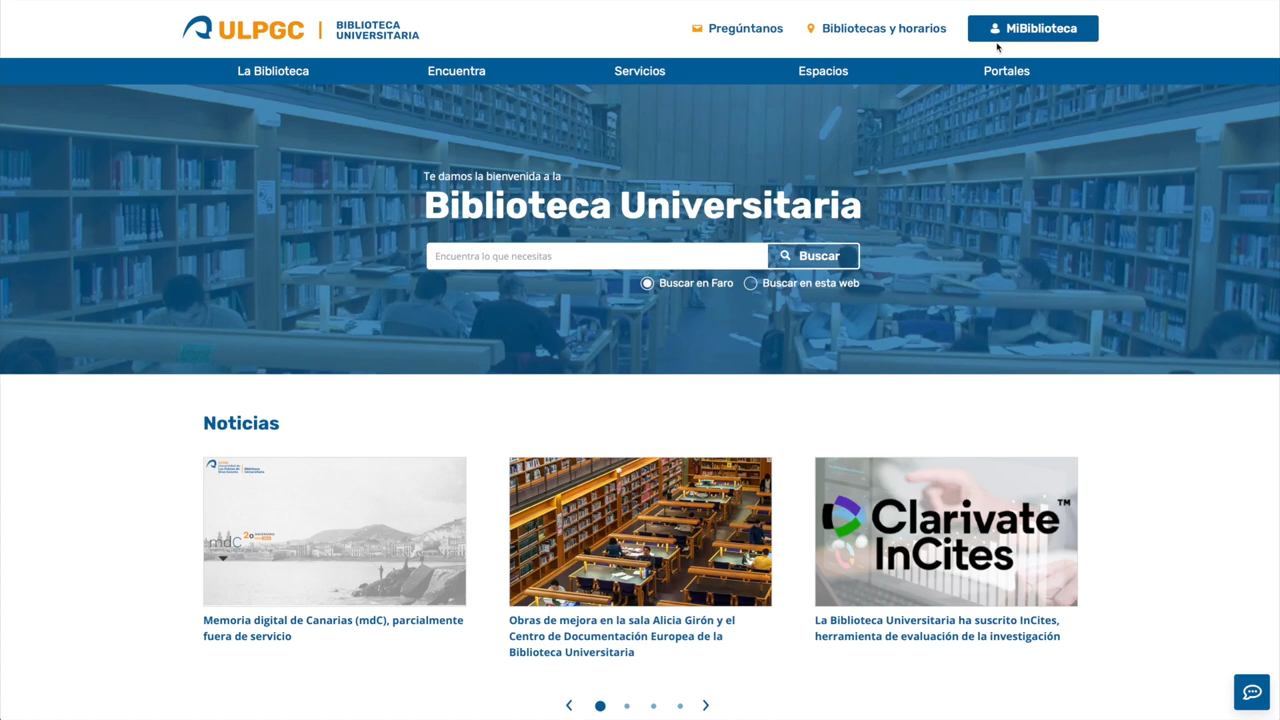 ULPGC
BIBLIOTECA
UNIVERSITARIA
Pregúntanos
Bibliotecas y horarios
MiBiblioteca
La Biblioteca
Encuentra
Servicios
Espacios
Portales
Te damos la bienvenida a la
Biblioteca Universitaria
Encuentra lo que necesitas
Buscar
Buscar en Faro
Buscar en esta web
Noticias
mdC
Clarivate™
InCites
Memoria digital de Canarias (mdC), parcialmente
fuera de servicio
Obras de mejora en la sala Alicia Girón y el
Centro de Documentación Europea de la
Biblioteca Universitaria
La Biblioteca Universitaria ha suscrito InCites,
herramienta de evaluación de la investigación